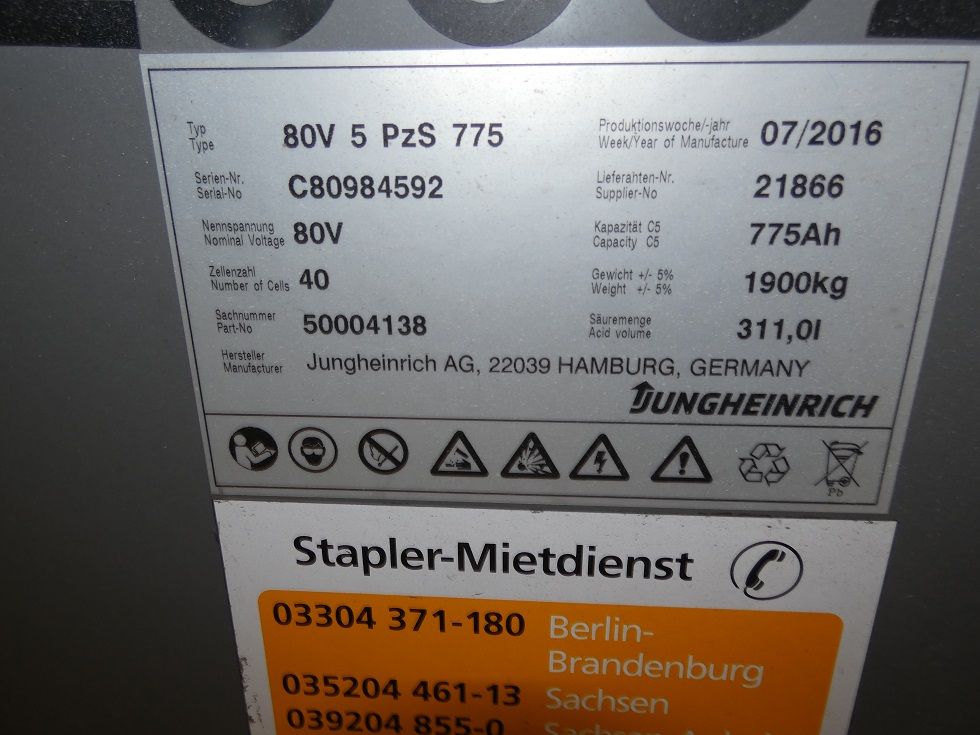 Typ
Type
80V 5 PzS 775
Produktionswoche/-jahr
Week/Year of Manufacture
07/2016
Serien-Nr.
Serial-No
C80984592
Lieferahten-Nr.
Supplier-No
21866
Nennspannung
Nominal Voltage
80V
Kapazität C5
Capacity C5
775Ah
Zellenzahl
Number of Cells
40
Gewicht +/- 5%
Weight +/- 5%
1900kg
Sachnummer
Part-No
50004138
Säuremenge
Acid volume
311,0l
Hersteller
Manufacturer
Jungheinrich AG, 22039 HAMBURG, GERMANY
JUNGHEINRICH
Pb
Stapler-Mietdienst
03304 371-180 Berlin-
Brandenburg
035204 461-13 Sachsen
039204 855-0